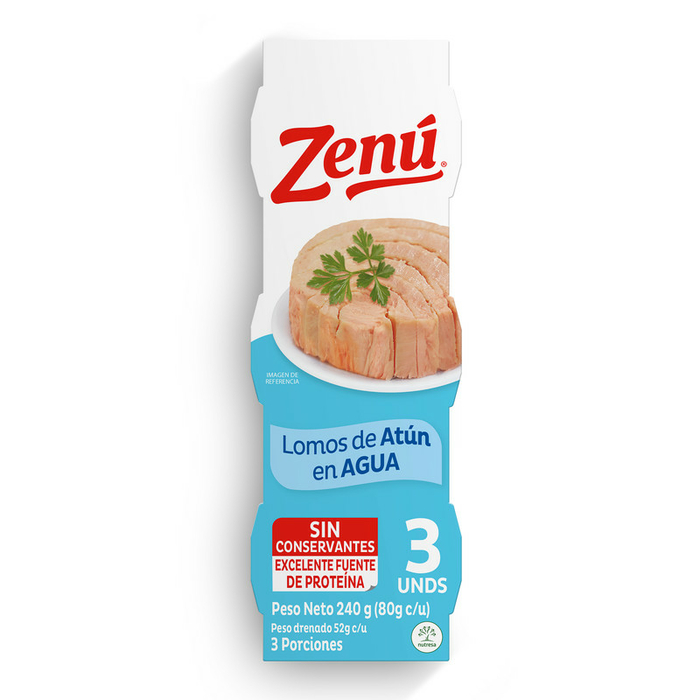 Zenú®
IMAGEN DE
REFERENCIA
Lomos de Atún
en AGUA
SIN
CONSERVANTES
EXCELENTE FUENTE
DE PROTEÍNA
3
UNDS
Peso Neto 240 g (80g c/u)
Peso drenado 52g c/u
3 Porciones
nutresa